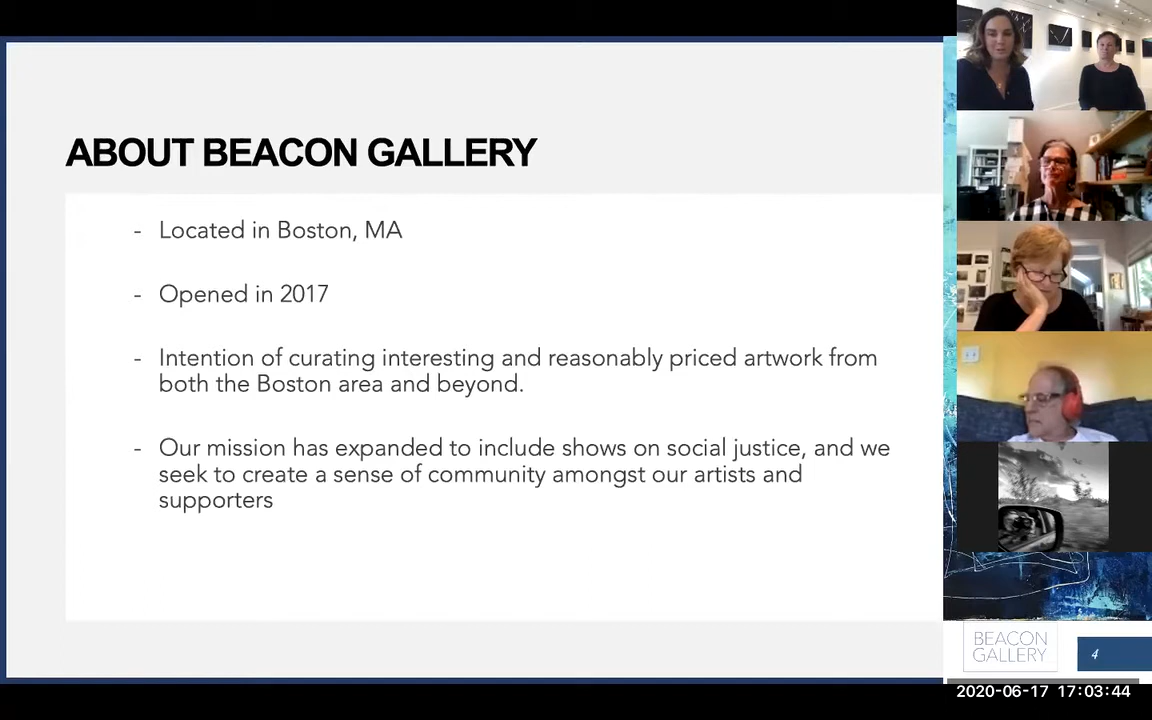 ABOUT BEACON GALLERY
- Located in Boston, MA
- Opened in 2017
- Intention of curating interesting and reasonably priced artwork from
both the Boston area and beyond.
- Our mission has expanded to include shows on social justice, and we
seek to create a sense of community amongst our artists and
supporters
BEACON
GALLERY
4
2020-06-17 17:03:44